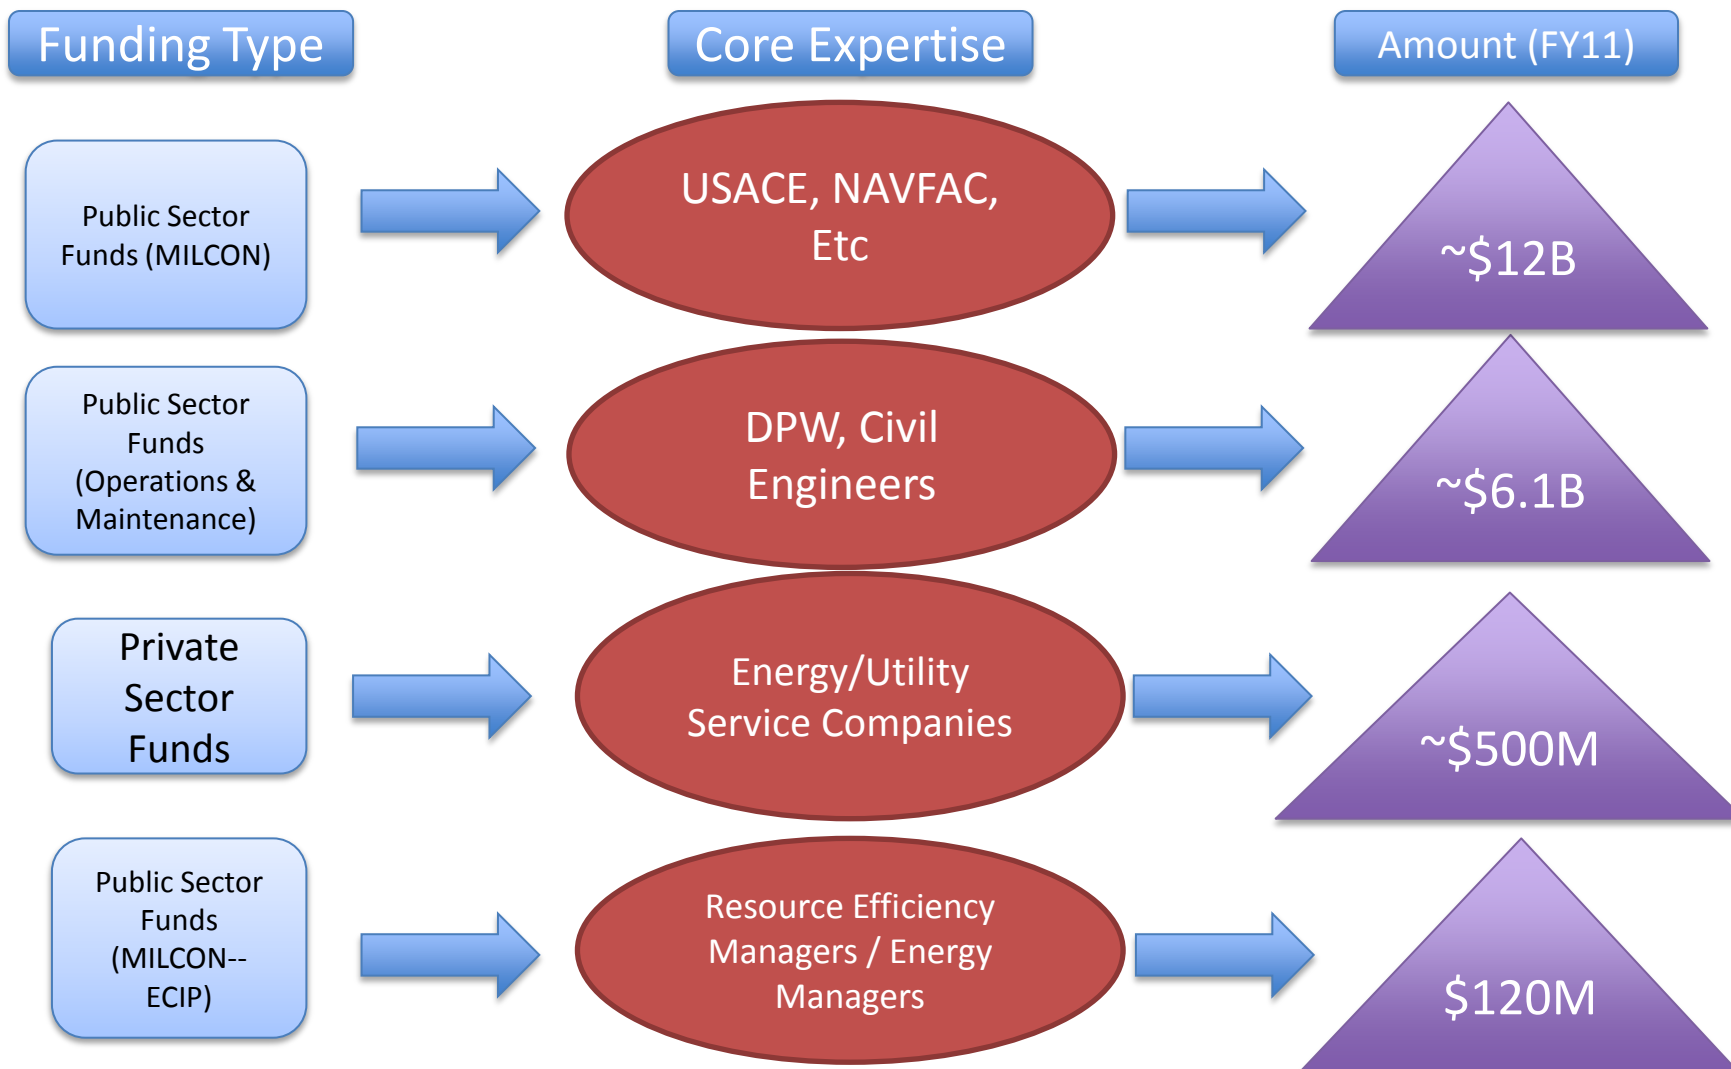 Funding Type
Core Expertise
Amount (FY11)
Public Sector
Funds (MILCON)
USACE, NAVFAC,
Etc
~$12B
Public Sector
Funds
(Operations &
Maintenance)
DPW, Civil
Engineers
~$6.1B
Private
Sector
Funds
Energy/Utility
Service Companies
~$500M
Public Sector
Funds
(MILCON--
ECIP)
Resource Efficiency
Managers / Energy
Managers
$120M